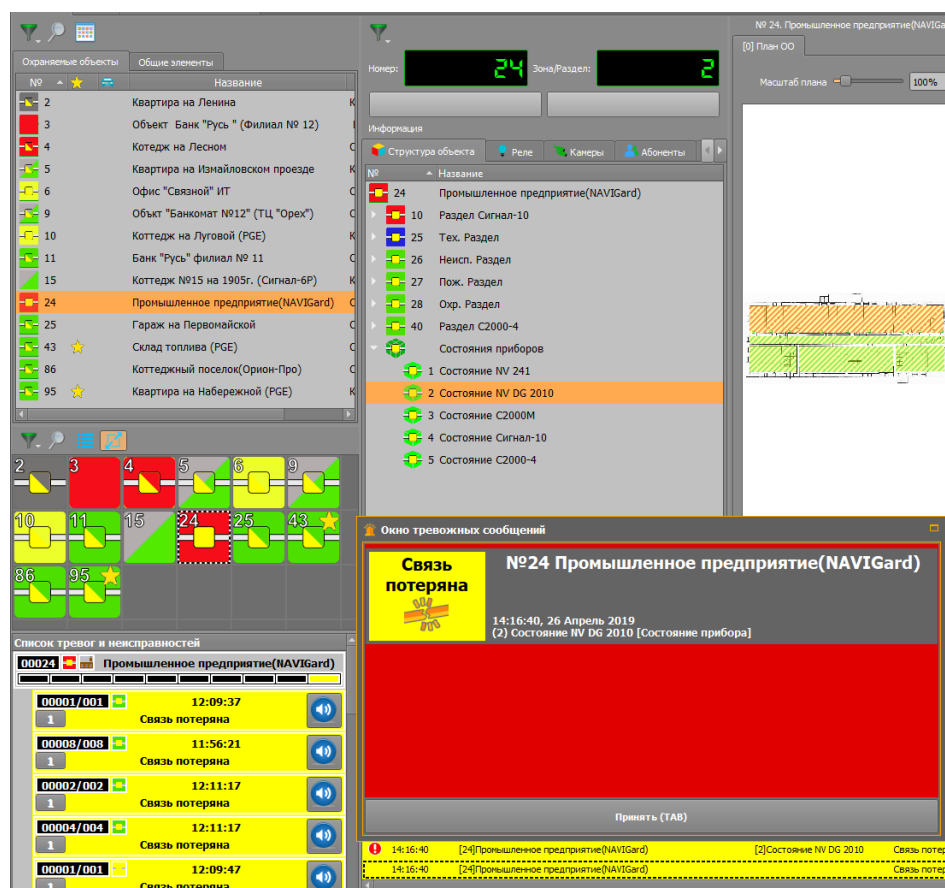 Охраняемые объекты Общие элементы
№ Название
2 Квартира на Ленина
3 Объект Банк "Русь " (Филиал № 12)
4 Котедж на Лесном
5 Квартира на Измайловском проезде
6 Офис "Связной" ИТ
9 Объкт "Банкомат №12" (ТЦ "Орех")
10 Коттедж на Луговой (PGE)
11 Банк "Русь" филиал № 11
15 Коттедж №15 на 1905г. (Сигнал-6Р)
24 Промышленное предприятие(NAVIGard)
25 Гараж на Первомайской
43 Склад топлива (PGE)
86 Коттеджный поселок(Орион-Про)
95 Квартира на Набережной (PGE)
2 3 4 5 6 9
10 11 15 24 25 43
86 95
Список тревог и неисправностей
00024 Промышленное предприятие(NAVIGard)
00001/001 12:09:37
1 Связь потеряна
00008/008 11:56:21
1 Связь потеряна
00002/002 12:11:17
1 Связь потеряна
00004/004 12:11:17
1 Связь потеряна
00001/001 12:09:47
1 Связь потеряна
Номер: 24 Зона/Раздел: 2
Информация
Структура объекта Реле Камеры Абоненты
№ Название
24 Промышленное предприятие(NAVIGard)
10 Раздел Сигнал-10
25 Тех. Раздел
26 Неисп. Раздел
27 Пож. Раздел
28 Охр. Раздел
40 Раздел С2000-4
Состояния приборов
1 Состояние NV 241
2 Состояние NV DG 2010
3 Состояние С2000М
4 Состояние Сигнал-10
5 Состояние С2000-4
№ 24. Промышленное предприятие(NAVIGa
[0] План ОО
Масштаб плана 100%
Окно тревожных сообщений
Связь
потеряна
№24 Промышленное предприятие(NAVIGard)
14:16:40, 26 Апрель 2019
(2) Состояние NV DG 2010 [Состояние прибора]
Принять (TAB)
14:16:40 [24]Промышленное предприятие(NAVIGard) [2]Состояние NV DG 2010 Связь потер
14:16:40 [24]Промышленное предприятие(NAVIGard) Связь потер